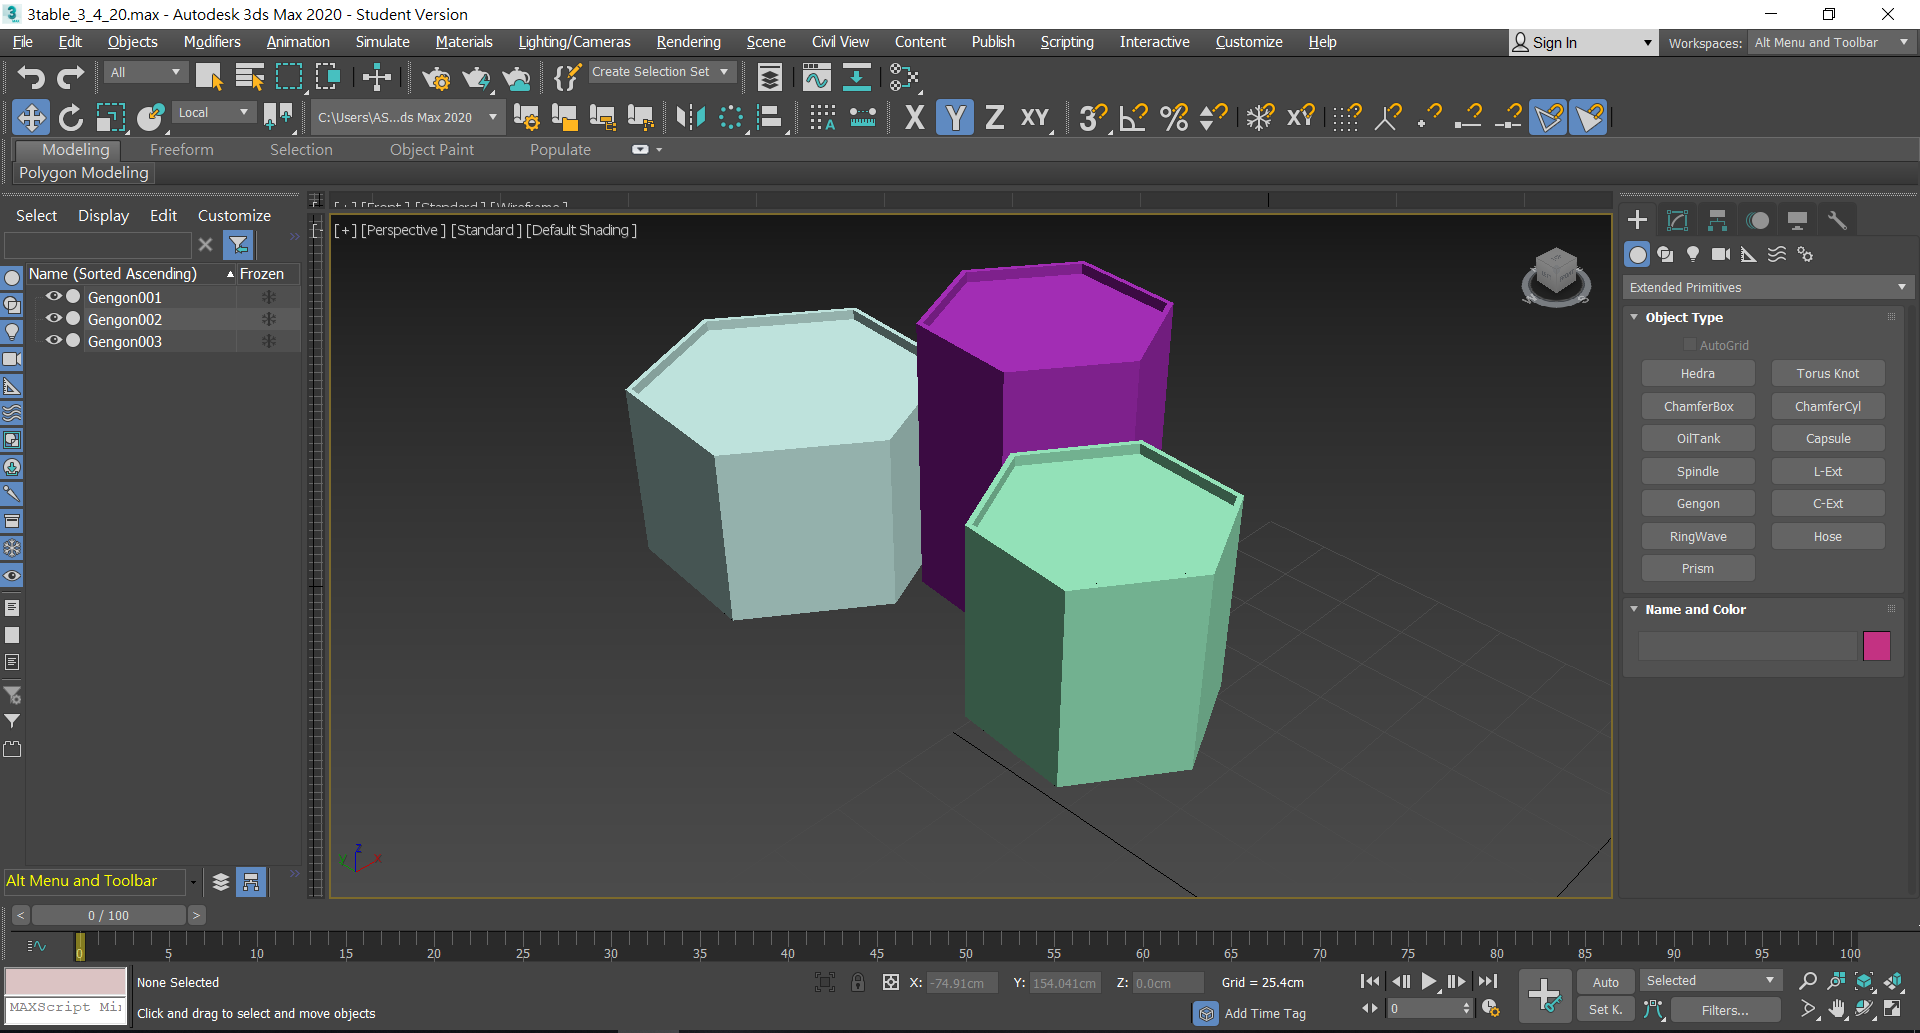 3table_3_4_20.max - Autodesk 3ds Max 2020 - Student Version
File Edit Objects Modifiers Animation Simulate Materials Lighting/Cameras Rendering Scene Civil View Content Publish Scripting Interactive Customize Help
Sign In
Workspaces: Alt Menu and Toolbar
All
Create Selection Set
Local
C:\Users\AS...ds Max 2020
X Y Z XY
3
%
XY
Modeling Freeform Selection Object Paint Populate
Polygon Modeling
Select Display Edit Customize
[+] [Front ] [Standard ] [Wireframe ]
[+] [Perspective ] [Standard ] [Default Shading ]
Name (Sorted Ascending) Frozen
Gengon001
Gengon002
Gengon003
W S
Extended Primitives
Object Type
AutoGrid
Hedra Torus Knot
ChamferBox ChamferCyl
OilTank Capsule
Spindle L-Ext
Gengon C-Ext
RingWave Hose
Prism
Name and Color
z
y x
Alt Menu and Toolbar
< 0 / 100 >
0 5 10 15 20 25 30 35 40 45 50 55 60 65 70 75 80 85 90 95 100
None Selected
X: -74.91cm Y: 154.041cm Z: 0.0cm Grid = 25.4cm
Auto Selected
MAXScript Mi
Click and drag to select and move objects
Add Time Tag
0
Set K. Filters...